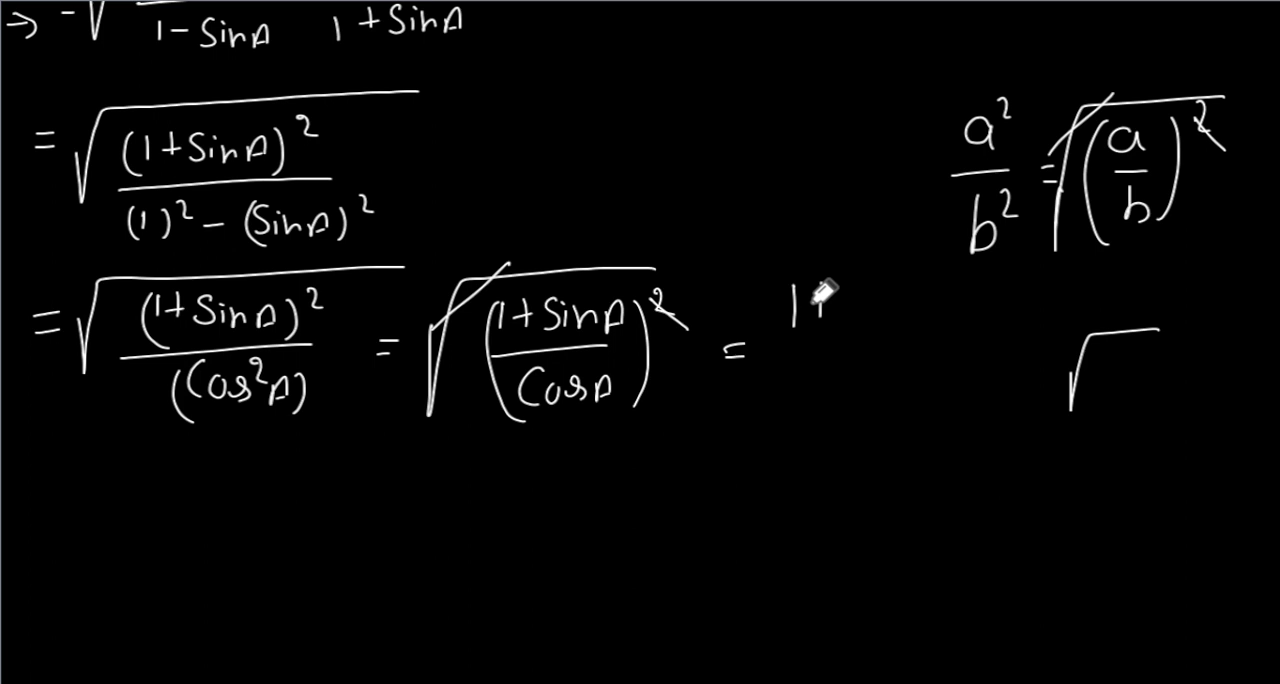 ⇒ √ 1 - SinA 1 + SinA
= √((1 + SinA)² / ((1)² - (SinA)²))
a² / b² = √(a / b)²
= √((1 + SinA)² / (Cos²A)) = √((1 + SinA) / CosA)² = 1+
√